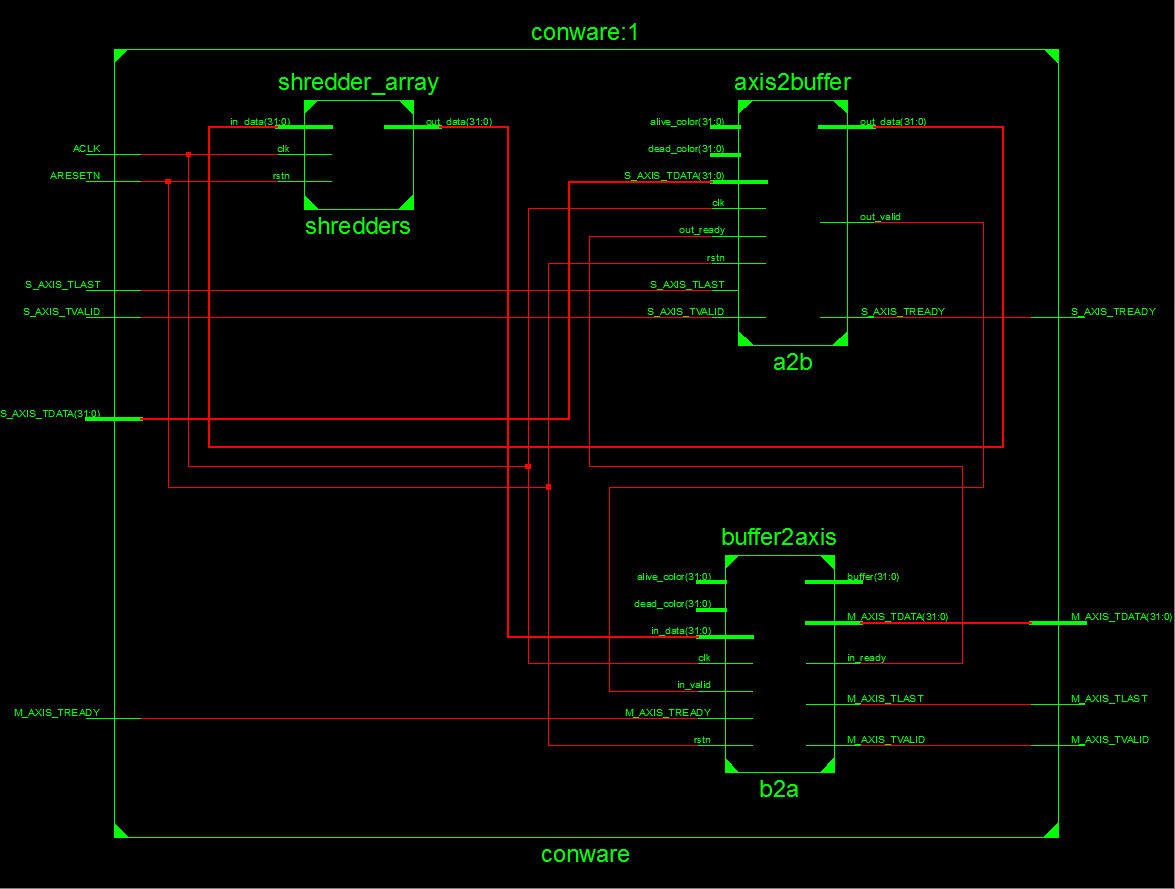 conware:1
shredder_array
in_data(31:0)
out_data(31:0)
clk
rstn
shredders
axis2buffer
alive_color(31:0)
dead_color(31:0)
S_AXIS_TDATA(31:0)
clk
out_ready
rstn
S_AXIS_TLAST
S_AXIS_TVALID
out_data(31:0)
out_valid
S_AXIS_TREADY
a2b
ACLK
ARESETN
S_AXIS_TLAST
S_AXIS_TVALID
S_AXIS_TDATA(31:0)
M_AXIS_TREADY
S_AXIS_TREADY
buffer2axis
alive_color(31:0)
dead_color(31:0)
in_data(31:0)
clk
in_valid
M_AXIS_TREADY
rstn
buffer(31:0)
M_AXIS_TDATA(31:0)
in_ready
M_AXIS_TLAST
M_AXIS_TVALID
b2a
M_AXIS_TDATA(31:0)
M_AXIS_TLAST
M_AXIS_TVALID
conware